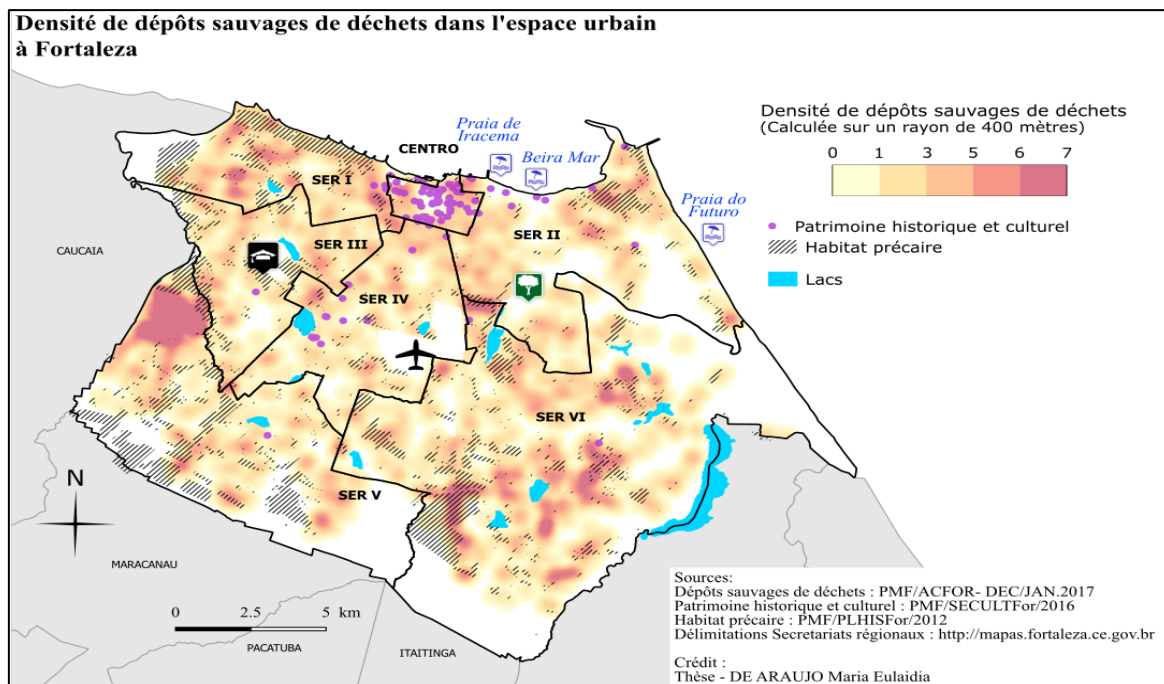 Densité de dépôts sauvages de déchets dans l'espace urbain
à Fortaleza
Densité de dépôts sauvages de déchets
(Calculée sur un rayon de 400 mètres)
0 1 3 5 6 7
Patrimoine historique et culturel
Habitat précaire
Lacs
Praia de
Iracema
CENTRO
Beira Mar
Praia do
Futuro
SER I
SER II
SER III
CAUCAIA
SER IV
SER VI
SER V
N
MARACANAU
0 2.5 5 km
PACATUBA
ITAITINGA
Sources:
Dépôts sauvages de déchets : PMF/ACFOR- DEC/JAN.2017
Patrimoine historique et culturel : PMF/SECULTFor/2016
Habitat précaire : PMF/PLHISFor/2012
Délimitations Secretariats régionaux : http://mapas.fortaleza.ce.gov.br
Crédit :
Thèse - DE ARAUJO Maria Eulaidia